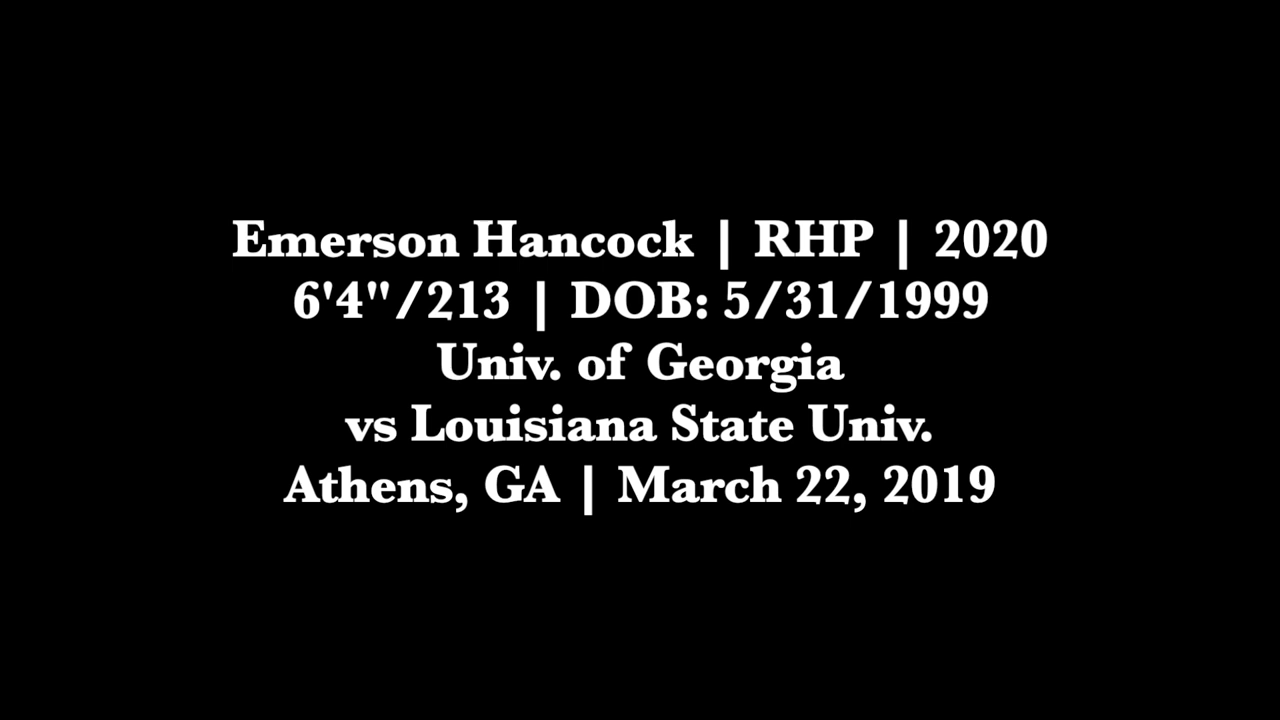 Emerson Hancock | RHP | 2020
6'4"/213 | DOB: 5/31/1999
Univ. of Georgia
vs Louisiana State Univ.
Athens, GA | March 22, 2019